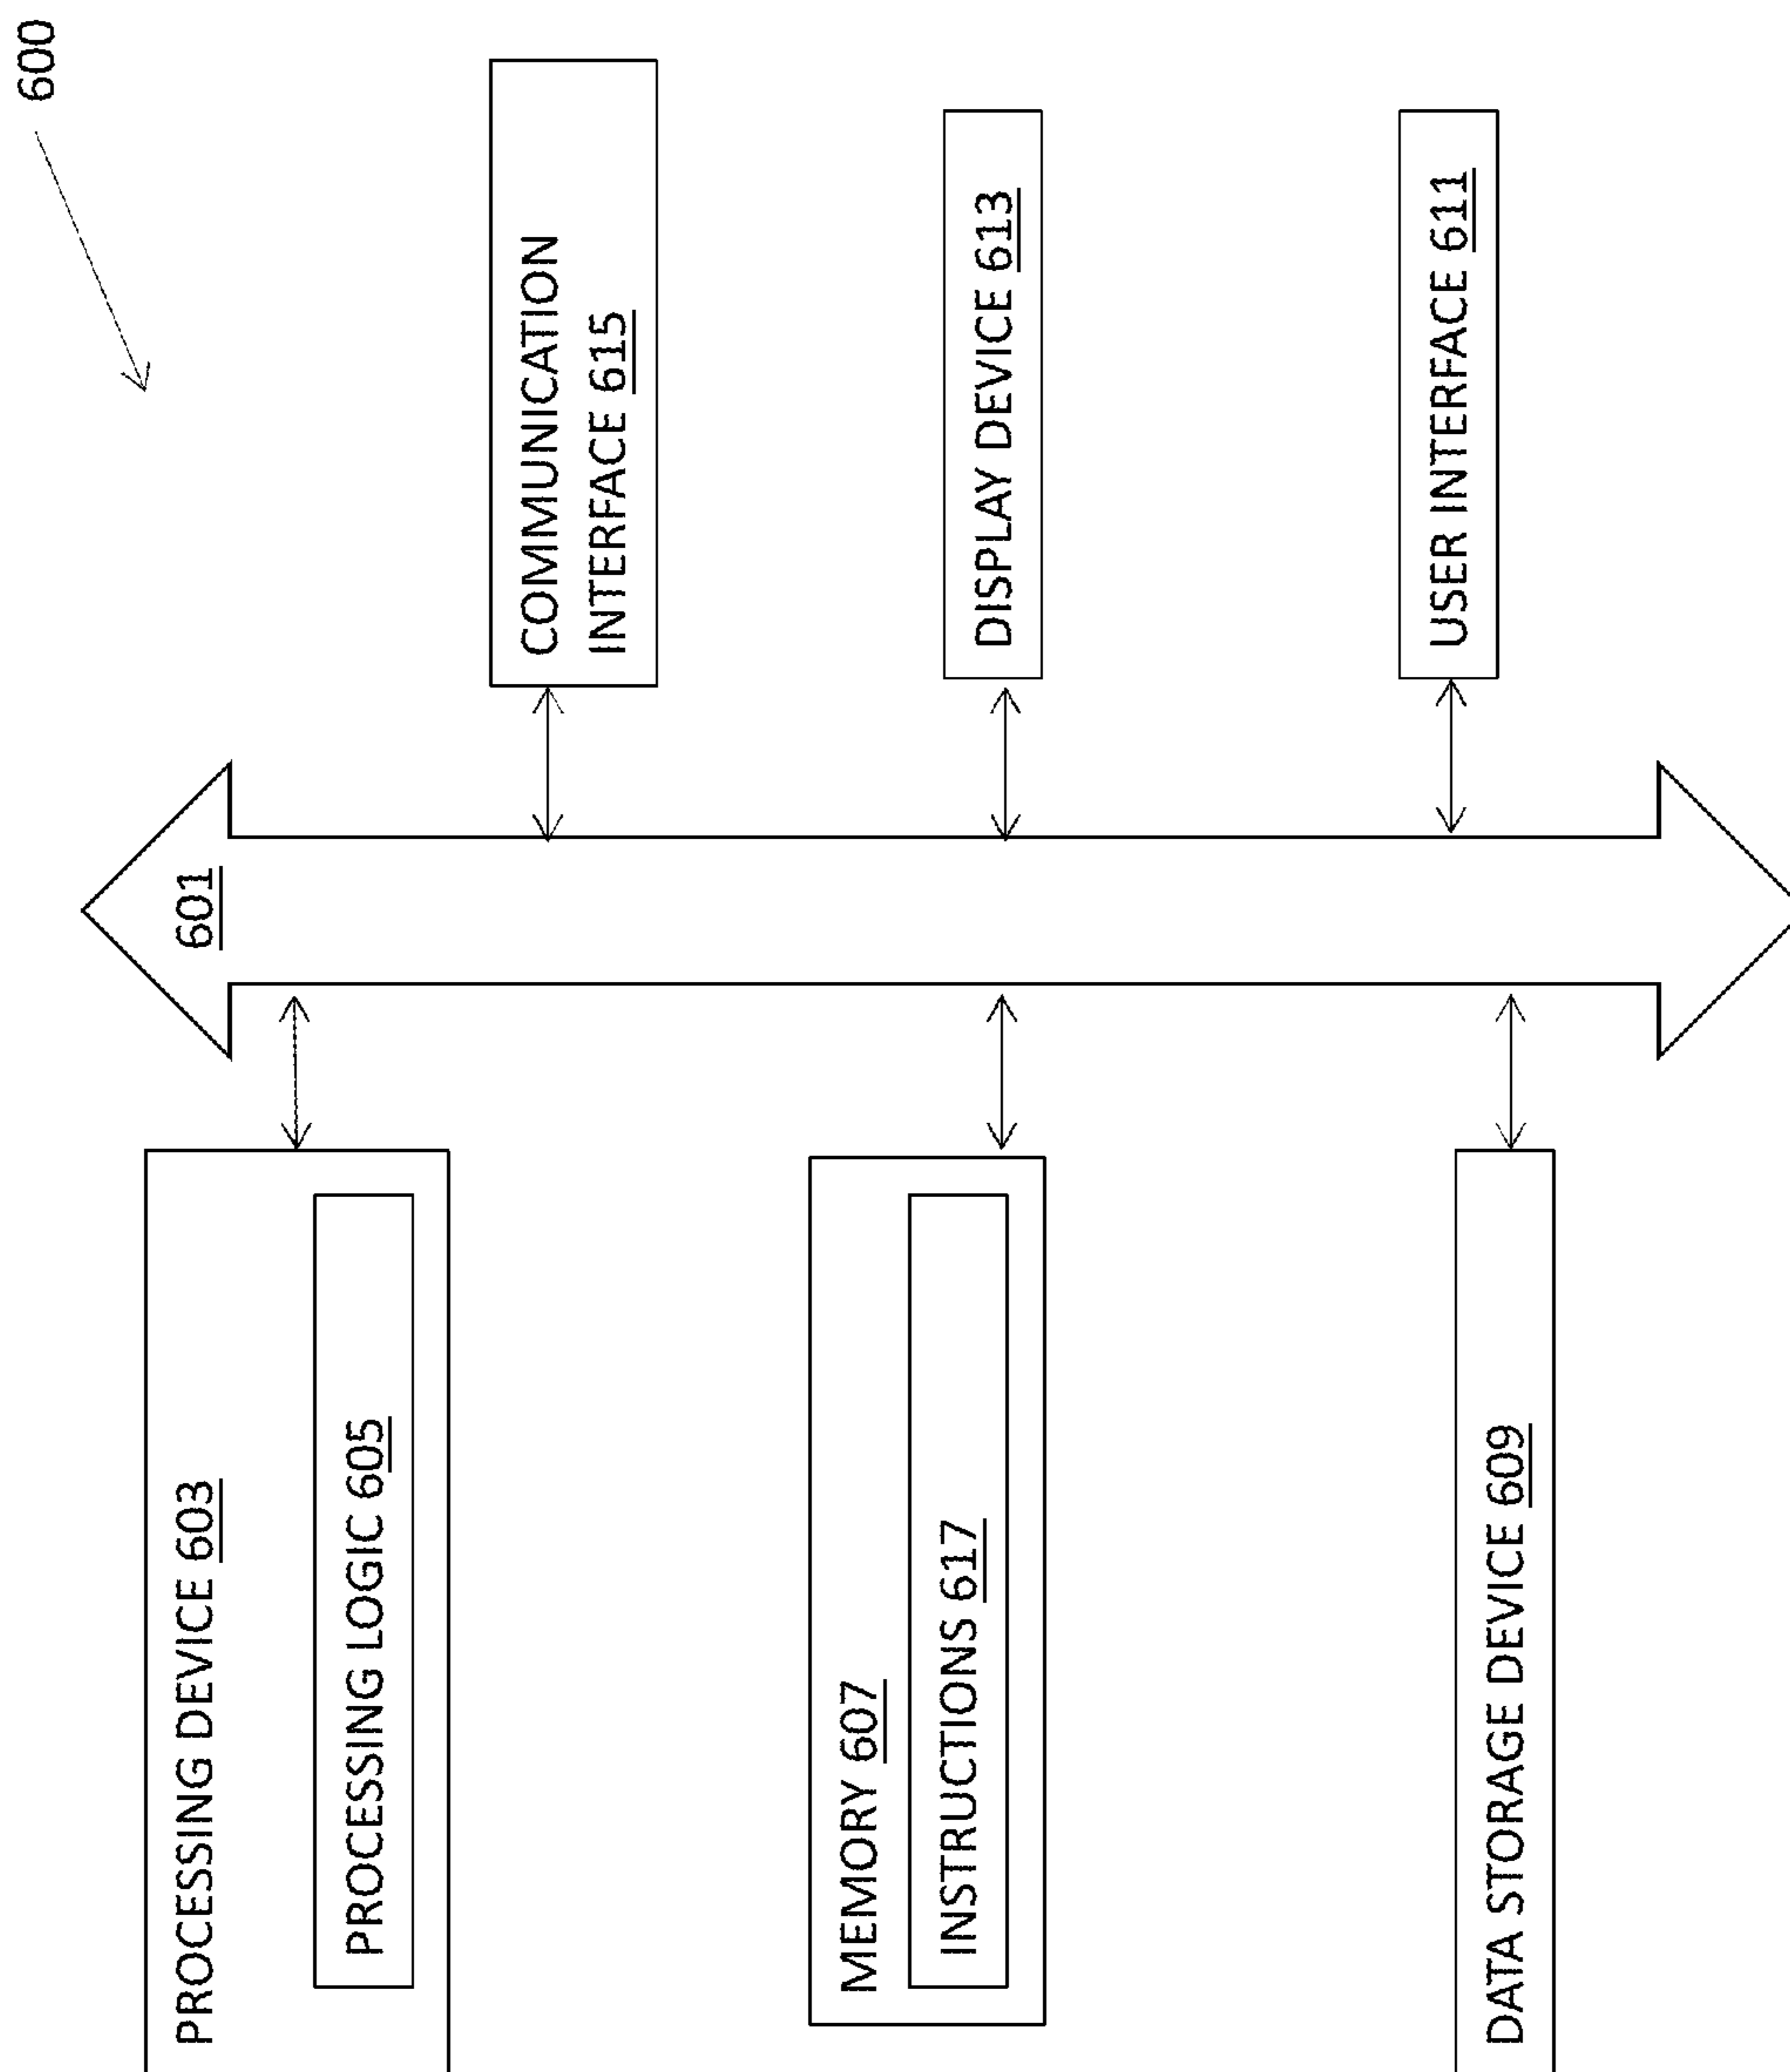 600
601
PROCESSING DEVICE 603
PROCESSING LOGIC 605
MEMORY 607
INSTRUCTIONS 617
DATA STORAGE DEVICE 609
COMMUNICATION
INTERFACE 615
DISPLAY DEVICE 613
USER INTERFACE 611